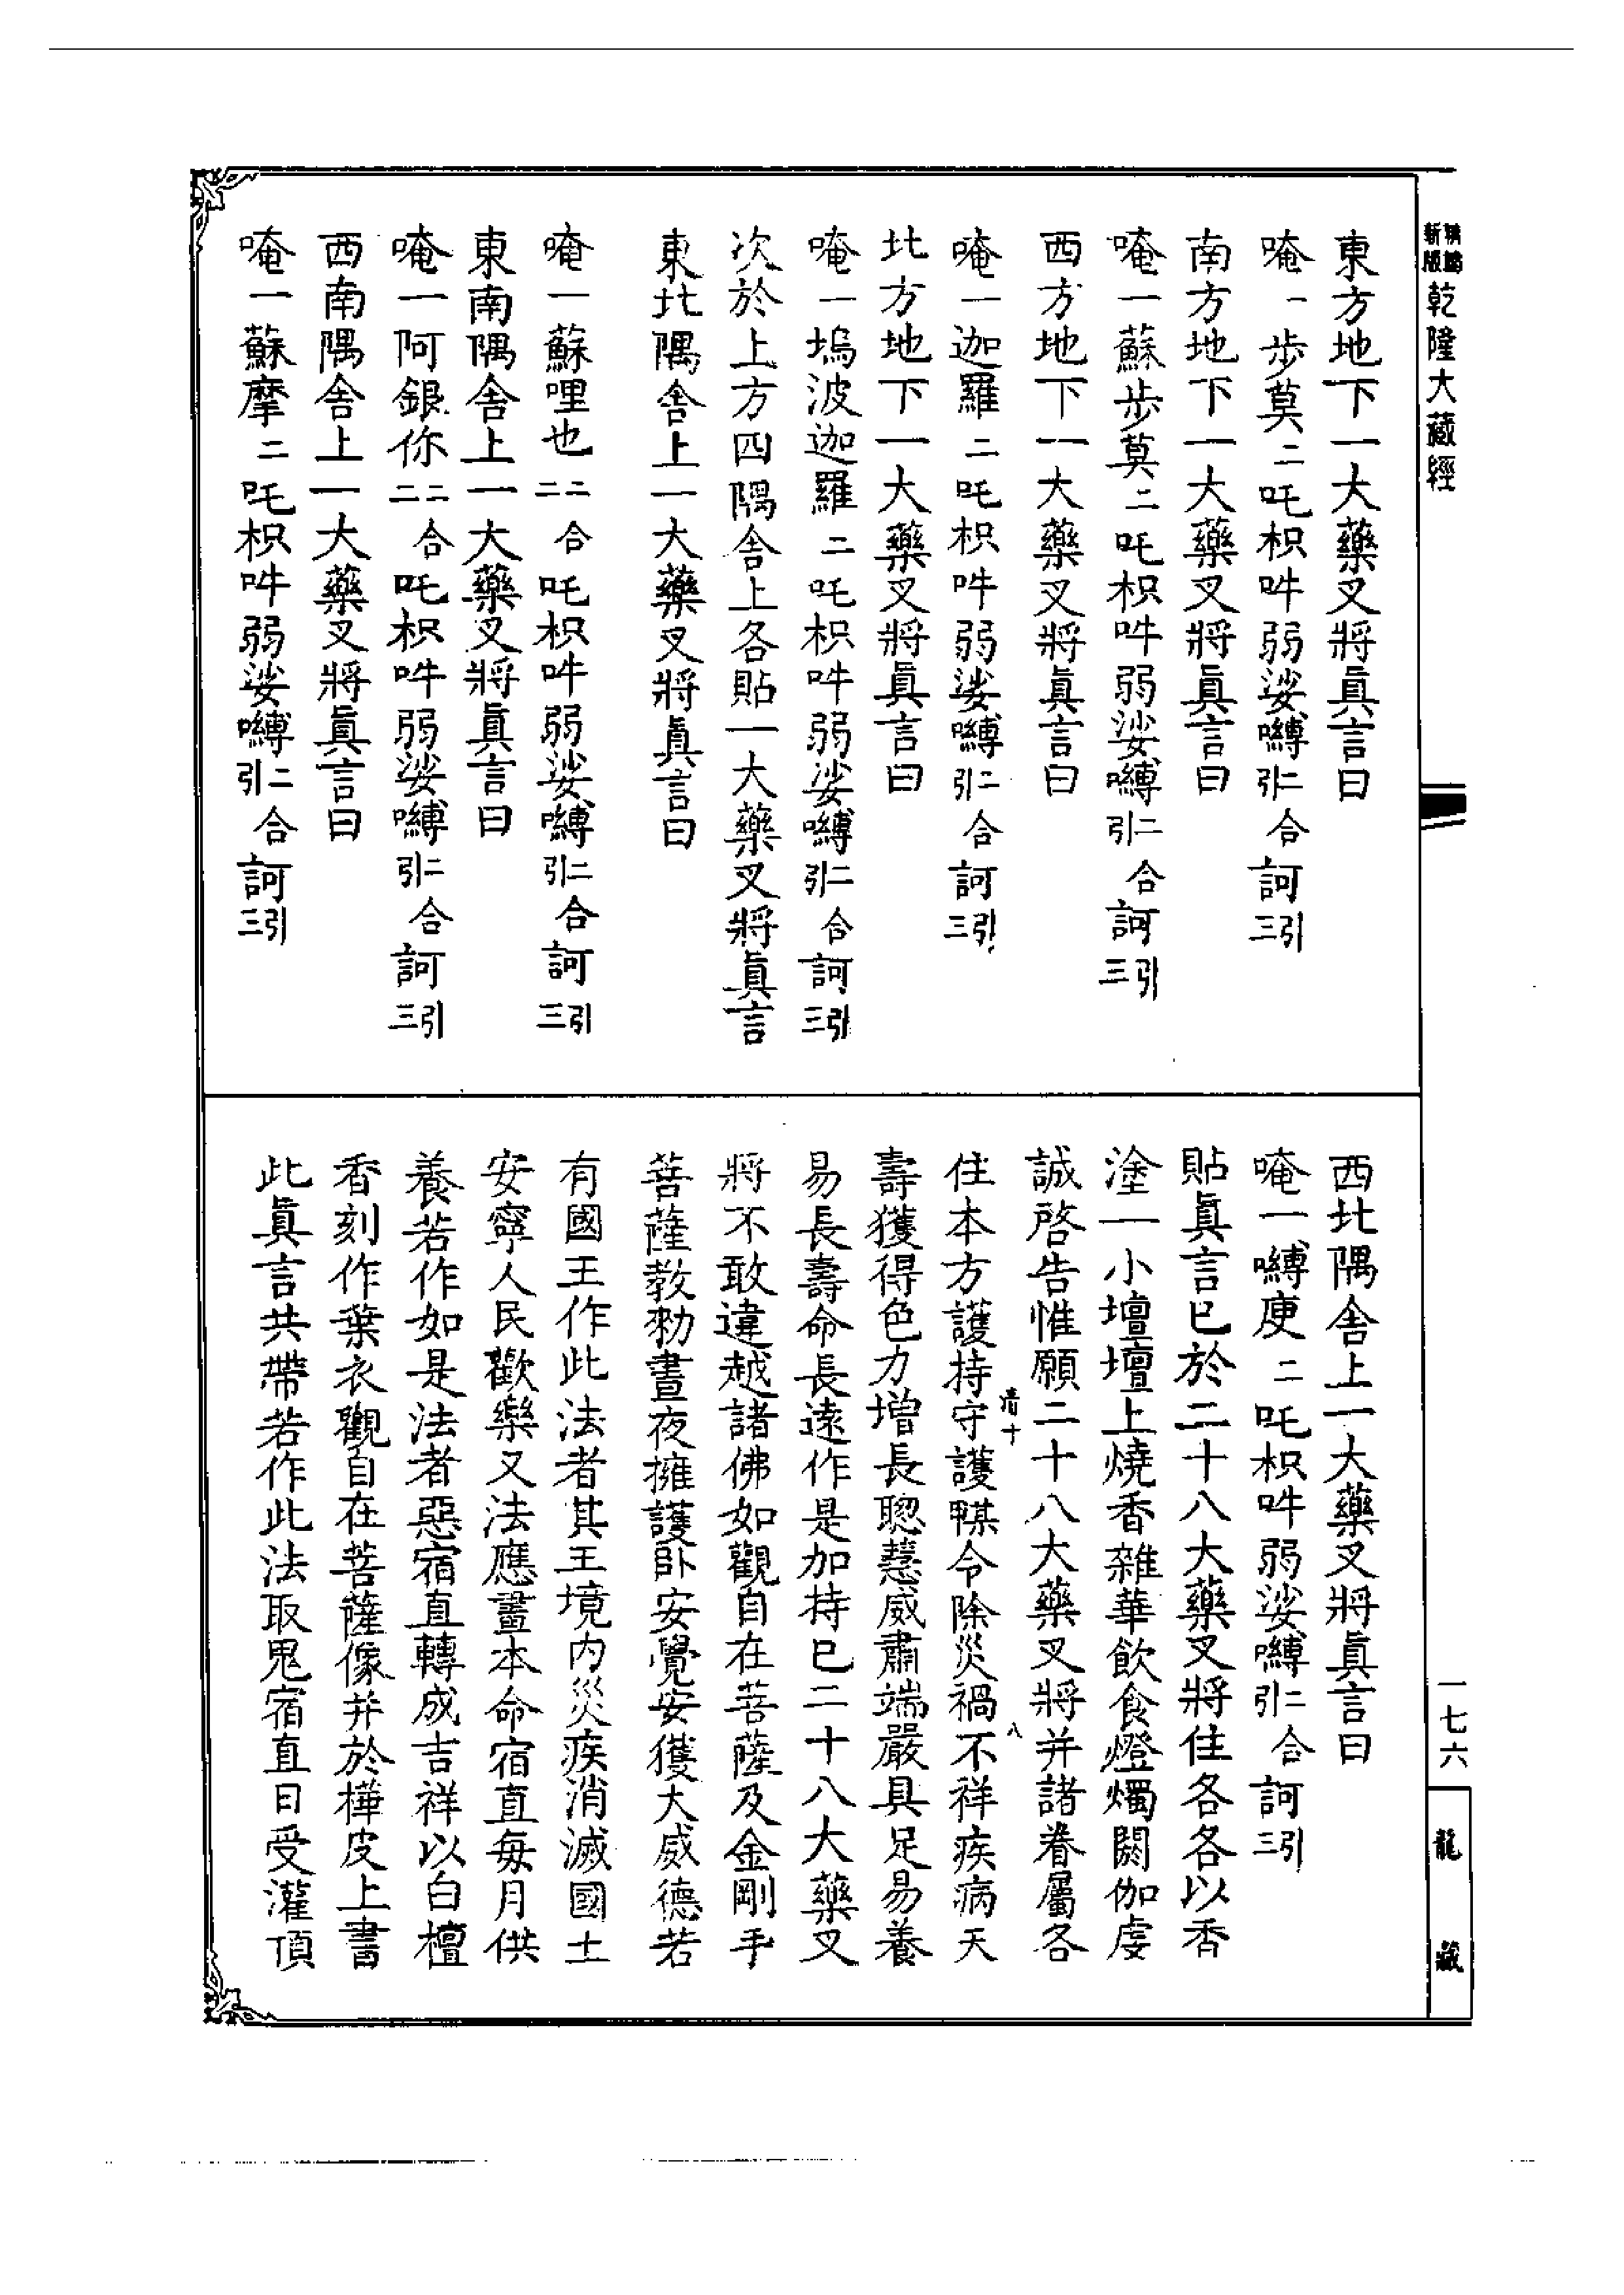 新版精縮乾隆大藏經
東方地下一大藥叉將真言曰
唵一步莫二吒枳吽弱娑嚩二合引訶引三
南方地下一大藥叉將真言曰
唵一蘇步莫二吒枳吽弱娑嚩二合引訶引三
西方地下一大藥叉將真言曰
唵一迦羅二吒枳吽弱娑嚩二合引訶引三
北方地下一大藥叉將真言曰
唵一塢波迦羅二吒枳吽弱娑嚩二合引訶引三
次於上方四隅舍上各貼一大藥叉將真言
東北隅舍上一大藥叉將真言曰
唵一蘇哩也二合二吒枳吽弱娑嚩二合引訶引三
東南隅舍上一大藥叉將真言曰
唵一阿銀你二合二吒枳吽弱娑嚩二合引訶引三
西南隅舍上一大藥叉將真言曰
唵一蘇摩二吒枳吽弱娑嚩二合引訶引三
西北隅舍上一大藥叉將真言曰
唵一嚩庾二吒枳吽弱娑嚩二合引訶引三
貼真言已於二十八大藥叉將住各各以香
塗一小壇壇上燒香雜華飲食燈燭閼伽虔
誠啓告惟願二十八大藥叉將并諸眷屬各
住本方護持守護某令除災禍不祥疾病夭
壽獲得色力增長聰慧威肅端嚴具足易養
易長壽命長遠作是加持已二十八大藥叉
將不敢違越諸佛如觀自在菩薩及金剛手
菩薩教勑晝夜擁護卧安覺安獲大威德若
有國王作此法者其王境內災疾消滅國土
安寧人民歡樂又法應畫本命宿直每月供
養若作如是法者惡宿直轉成吉祥以白檀
香刻作葉衣觀自在菩薩像并於樺皮上書
此真言共帶若作此法取鬼宿直日受灌頂
一七六
龍藏